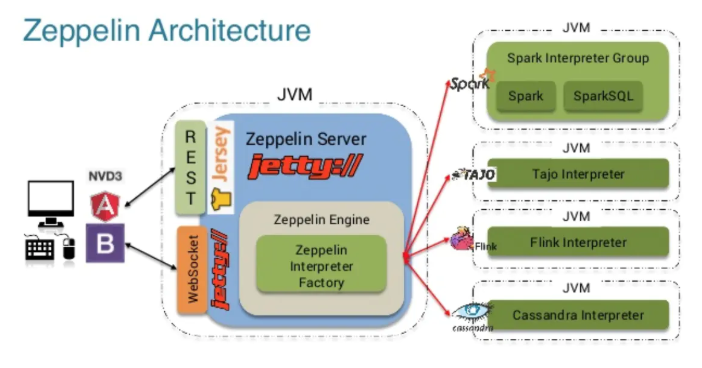 Zeppelin Architecture
JVM
Spark Interpreter Group
Spark
Spark
SparkSQL
JVM
Zeppelin Server
jetty://
REST
Jersey
NVD3
A
B
WebSocket
jetty://
Zeppelin Engine
Zeppelin
Interpreter
Factory
JVM
TAJO
Tajo Interpreter
JVM
Flink
Flink Interpreter
JVM
cassandra
Cassandra Interpreter